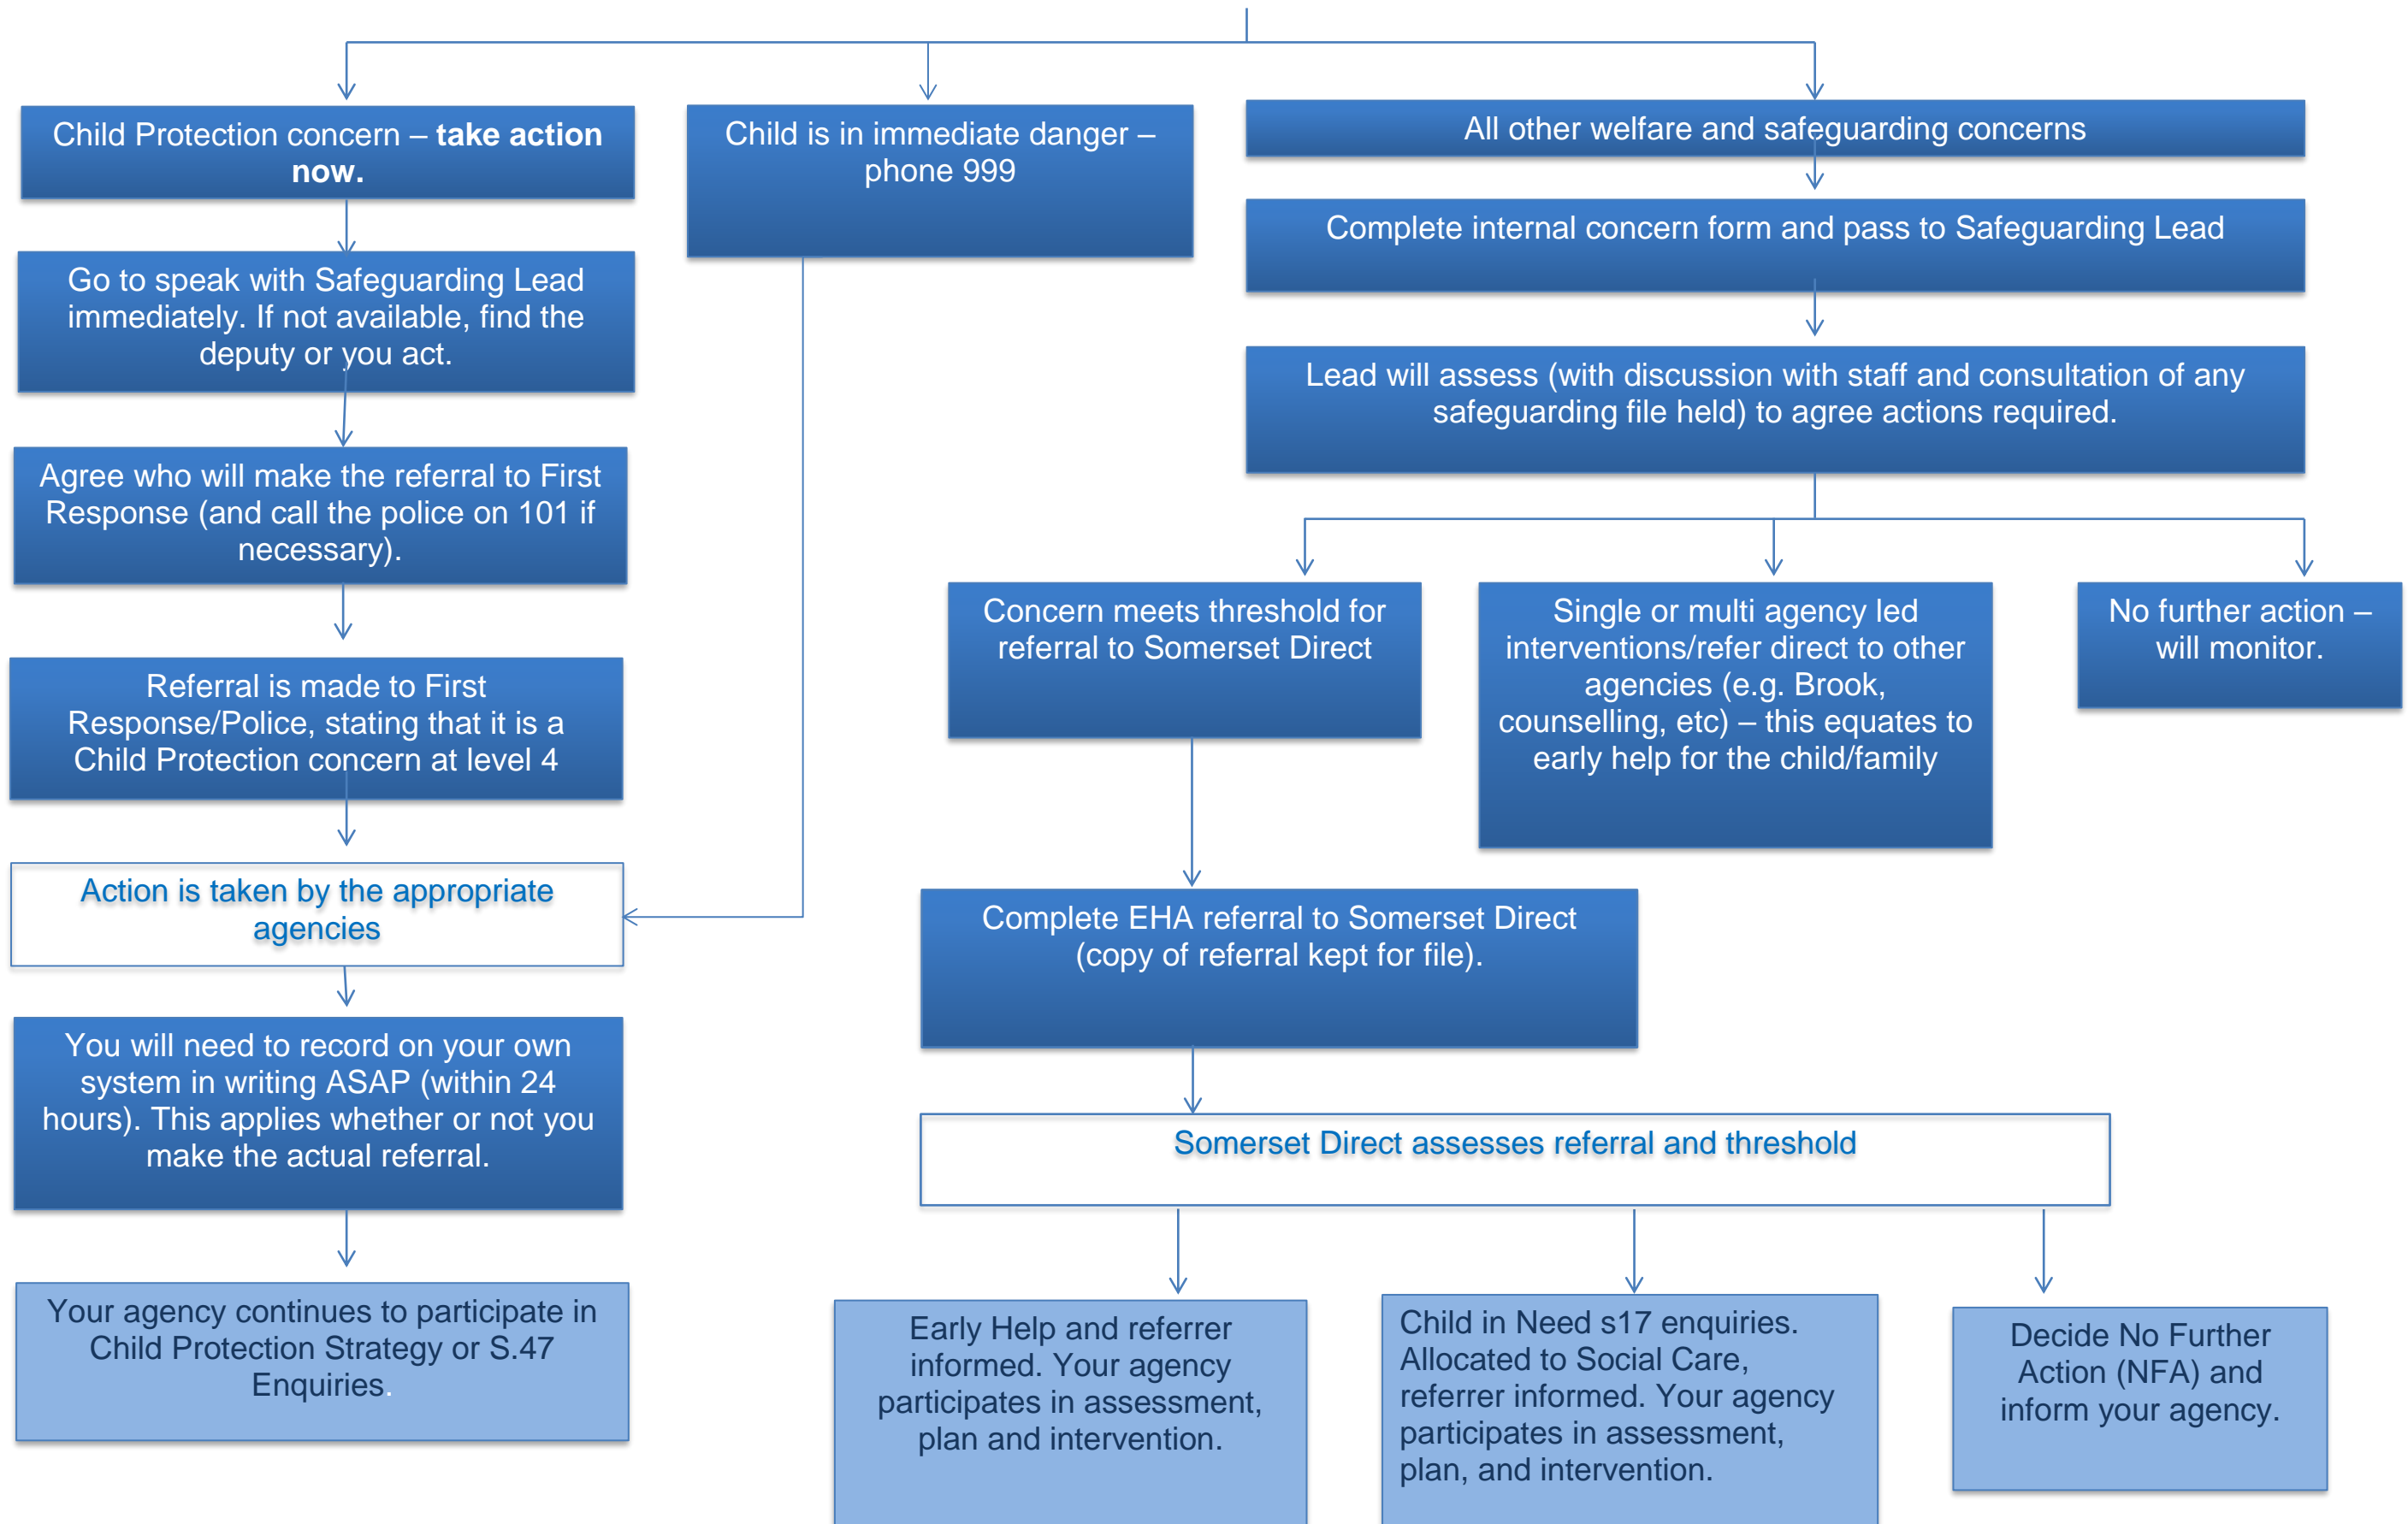 Child Protection concern – take action
now.
Go to speak with Safeguarding Lead
immediately. If not available, find the
deputy or you act.
Agree who will make the referral to First
Response (and call the police on 101 if
necessary).
Referral is made to First
Response/Police, stating that it is a
Child Protection concern at level 4
Action is taken by the appropriate
agencies
You will need to record on your own
system in writing ASAP (within 24
hours). This applies whether or not you
make the actual referral.
Your agency continues to participate in
Child Protection Strategy or S.47
Enquiries.
Child is in immediate danger –
phone 999
All other welfare and safeguarding concerns
Complete internal concern form and pass to Safeguarding Lead
Lead will assess (with discussion with staff and consultation of any
safeguarding file held) to agree actions required.
Concern meets threshold for
referral to Somerset Direct
Single or multi agency led
interventions/refer direct to other
agencies (e.g. Brook,
counselling, etc) – this equates to
early help for the child/family
No further action –
will monitor.
Complete EHA referral to Somerset Direct
(copy of referral kept for file).
Somerset Direct assesses referral and threshold
Early Help and referrer
informed. Your agency
participates in assessment,
plan and intervention.
Child in Need s17 enquiries.
Allocated to Social Care,
referrer informed. Your agency
participates in assessment,
plan, and intervention.
Decide No Further
Action (NFA) and
inform your agency.